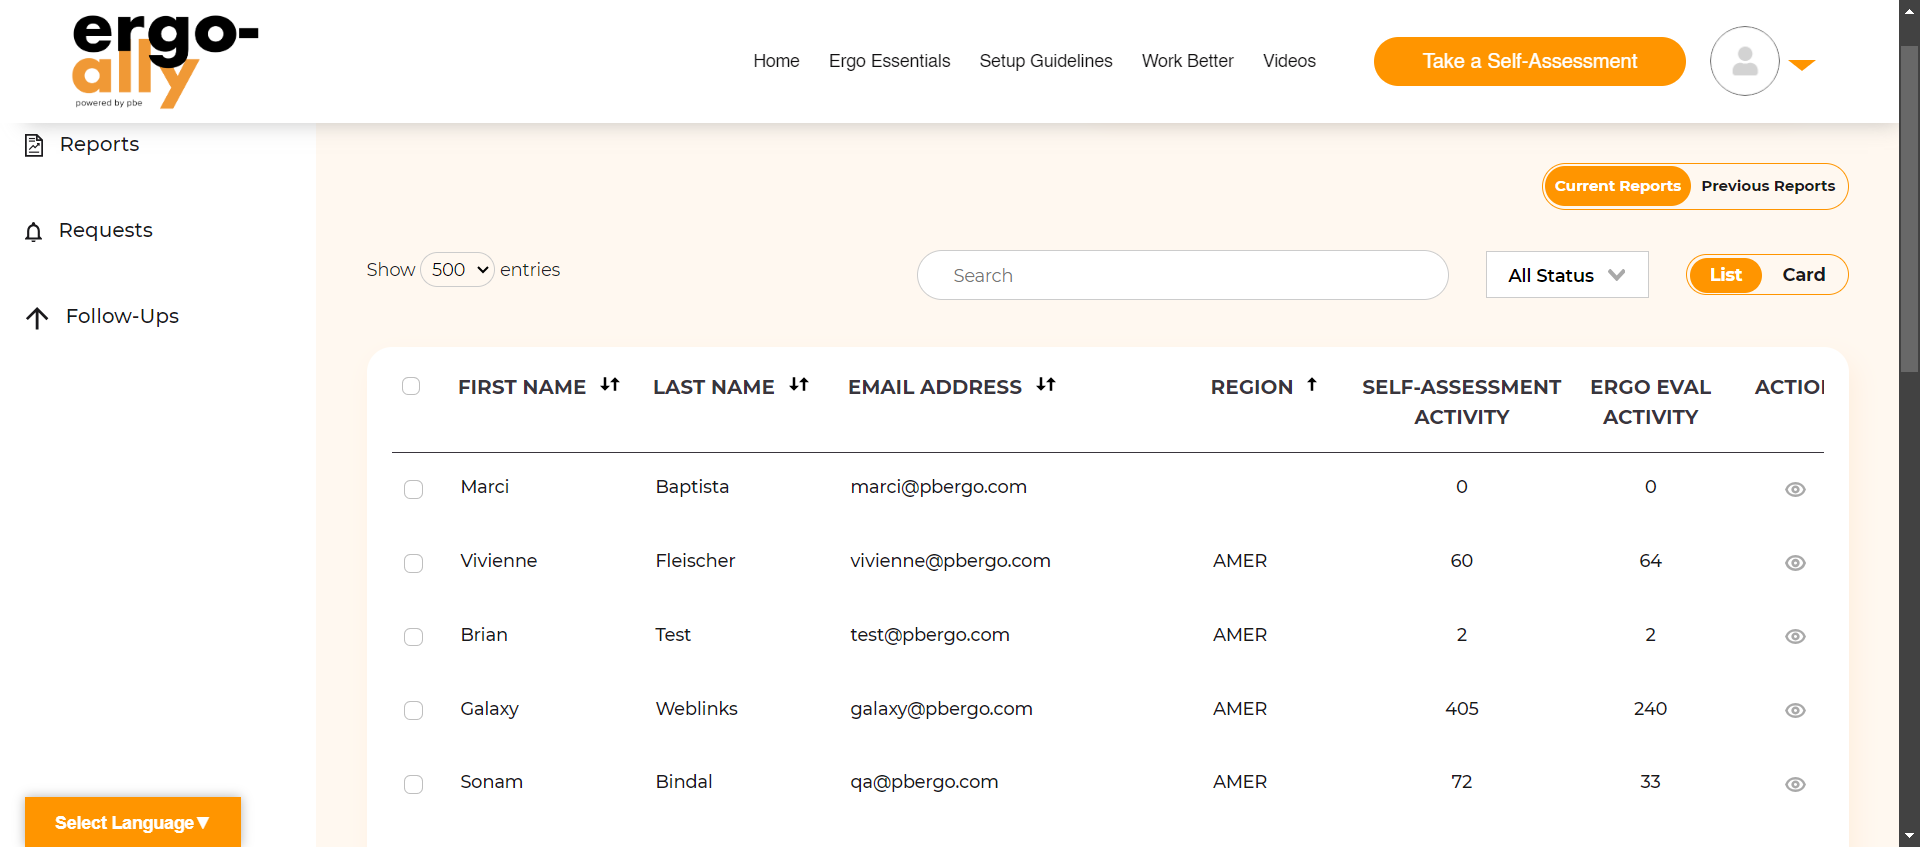 ergo-
ally
powered by pbe
Home Ergo Essentials Setup Guidelines Work Better Videos Take a Self-Assessment
Reports
Requests
Follow-Ups
Current Reports Previous Reports
Show 500 entries Search All Status List Card
FIRST NAME LAST NAME EMAIL ADDRESS REGION SELF-ASSESSMENT ACTIVITY ERGO EVAL ACTIVITY ACTIO
Marci Baptista marci@pbergo.com 0 0
Vivienne Fleischer vivienne@pbergo.com AMER 60 64
Brian Test test@pbergo.com AMER 2 2
Galaxy Weblinks galaxy@pbergo.com AMER 405 240
Sonam Bindal qa@pbergo.com AMER 72 33
Select Language▼